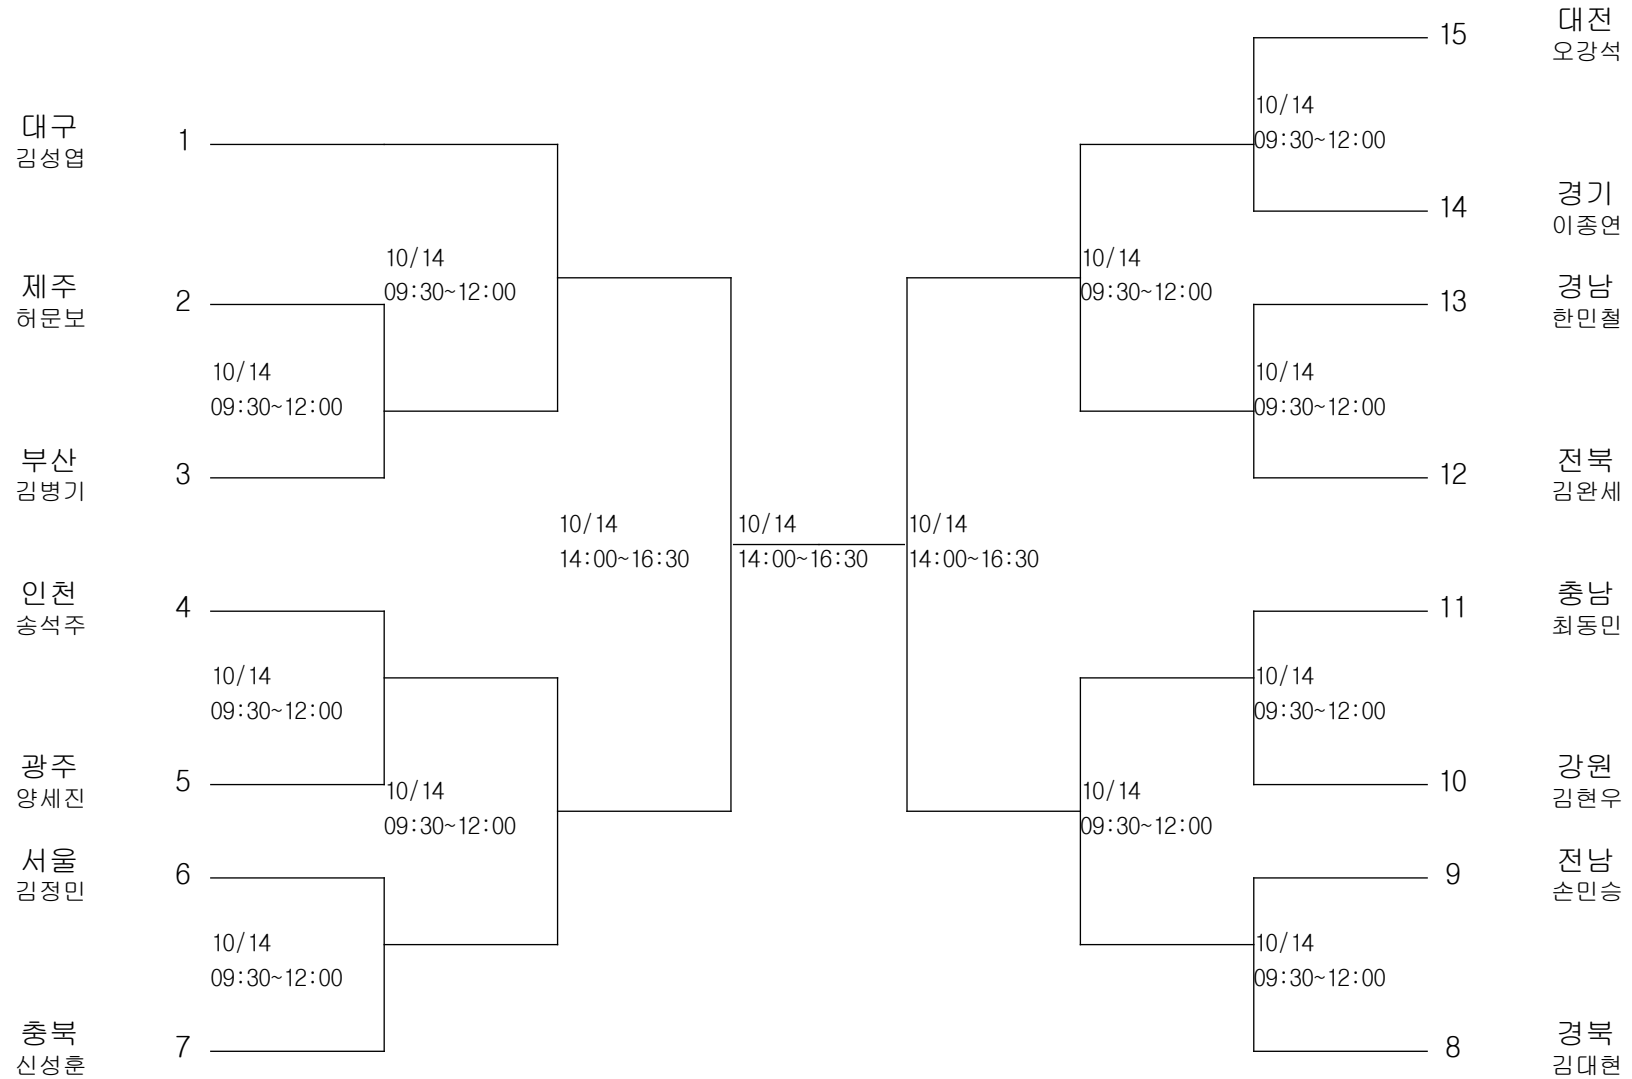 대구
김성엽
1
제주
허문보
2
부산
김병기
3
인천
송석주
4
광주
양세진
5
서울
김정민
6
충북
신성훈
7
10/14
09:30~12:00
10/14
09:30~12:00
10/14
09:30~12:00
10/14
09:30~12:00
10/14
09:30~12:00
10/14
14:00~16:30
10/14
14:00~16:30
10/14
14:00~16:30
10/14
09:30~12:00
10/14
09:30~12:00
10/14
09:30~12:00
10/14
09:30~12:00
10/14
09:30~12:00
10/14
09:30~12:00
15
대전
오강석
14
경기
이종연
13
경남
한민철
12
전북
김완세
11
충남
최동민
10
강원
김현우
9
전남
손민승
8
경북
김대현